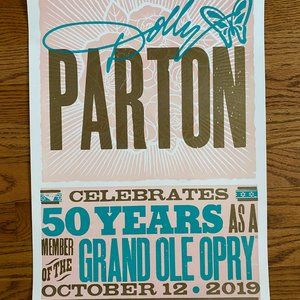 Dolly
PARTON
CELEBRATES
50 YEARS AS A
MEMBER OF THE GRAND OLE OPRY
OCTOBER 12 • 2019